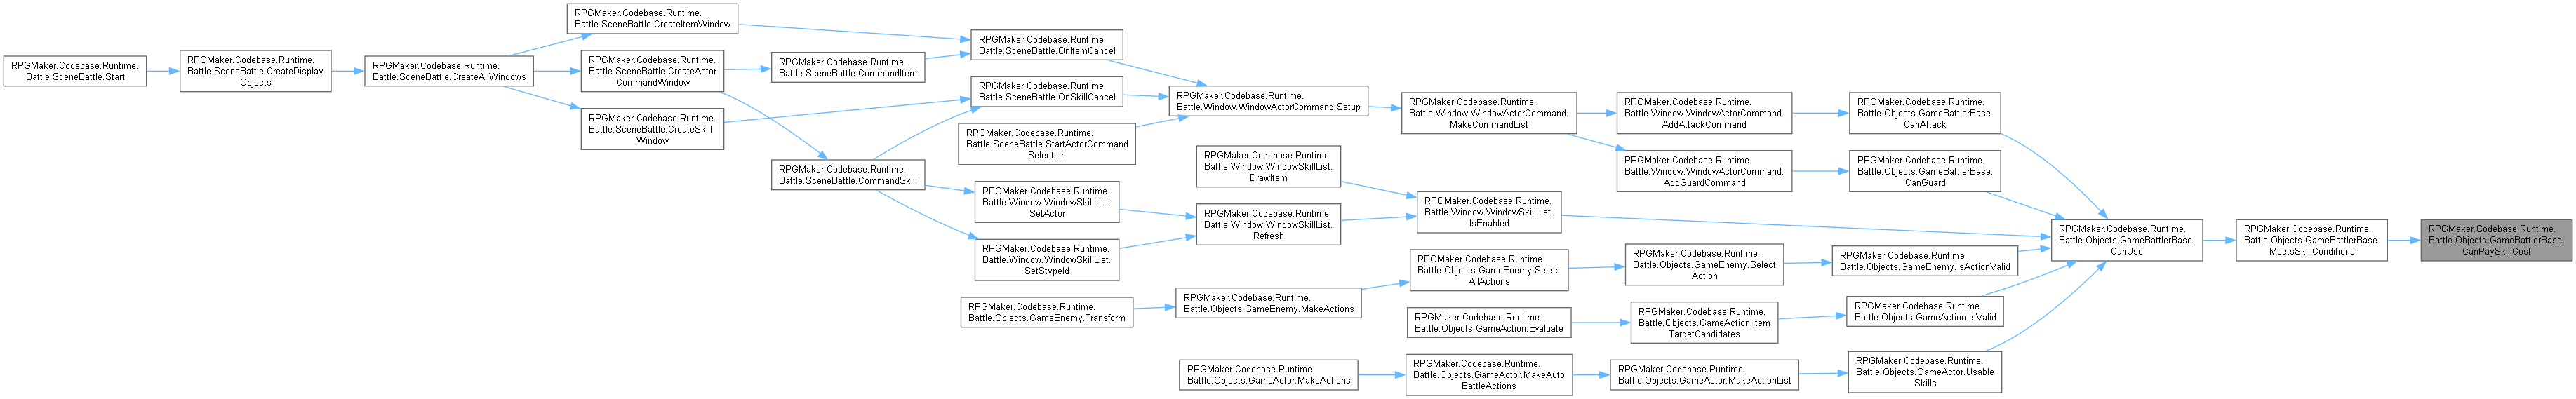 RPGMaker.Codebase.Runtime.
Battle.SceneBattle.Start
RPGMaker.Codebase.Runtime.
Battle.SceneBattle.CreateDisplay
Objects
RPGMaker.Codebase.Runtime.
Battle.SceneBattle.CreateAllWindows
RPGMaker.Codebase.Runtime.
Battle.SceneBattle.CreateItemWindow
RPGMaker.Codebase.Runtime.
Battle.SceneBattle.CreateActor
CommandWindow
RPGMaker.Codebase.Runtime.
Battle.SceneBattle.CreateSkill
Window
RPGMaker.Codebase.Runtime.
Battle.SceneBattle.CommandItem
RPGMaker.Codebase.Runtime.
Battle.SceneBattle.CommandSkill
RPGMaker.Codebase.Runtime.
Battle.SceneBattle.OnItemCancel
RPGMaker.Codebase.Runtime.
Battle.SceneBattle.OnSkillCancel
RPGMaker.Codebase.Runtime.
Battle.SceneBattle.StartActorCommand
Selection
RPGMaker.Codebase.Runtime.
Battle.Window.WindowSkillList.
SetActor
RPGMaker.Codebase.Runtime.
Battle.Window.WindowSkillList.
SetStypeId
RPGMaker.Codebase.Runtime.
Battle.Objects.GameEnemy.Transform
RPGMaker.Codebase.Runtime.
Battle.Window.WindowActorCommand.Setup
RPGMaker.Codebase.Runtime.
Battle.Window.WindowSkillList.
DrawItem
RPGMaker.Codebase.Runtime.
Battle.Window.WindowSkillList.
Refresh
RPGMaker.Codebase.Runtime.
Battle.Objects.GameEnemy.MakeActions
RPGMaker.Codebase.Runtime.
Battle.Objects.GameActor.MakeActions
RPGMaker.Codebase.Runtime.
Battle.Window.WindowActorCommand.
MakeCommandList
RPGMaker.Codebase.Runtime.
Battle.Window.WindowSkillList.
IsEnabled
RPGMaker.Codebase.Runtime.
Battle.Objects.GameEnemy.Select
AllActions
RPGMaker.Codebase.Runtime.
Battle.Objects.GameAction.Evaluate
RPGMaker.Codebase.Runtime.
Battle.Objects.GameActor.MakeAuto
BattleActions
RPGMaker.Codebase.Runtime.
Battle.Window.WindowActorCommand.
AddAttackCommand
RPGMaker.Codebase.Runtime.
Battle.Window.WindowActorCommand.
AddGuardCommand
RPGMaker.Codebase.Runtime.
Battle.Objects.GameEnemy.Select
Action
RPGMaker.Codebase.Runtime.
Battle.Objects.GameAction.Item
TargetCandidates
RPGMaker.Codebase.Runtime.
Battle.Objects.GameActor.MakeActionList
RPGMaker.Codebase.Runtime.
Battle.Objects.GameBattlerBase.
CanAttack
RPGMaker.Codebase.Runtime.
Battle.Objects.GameBattlerBase.
CanGuard
RPGMaker.Codebase.Runtime.
Battle.Objects.GameEnemy.IsActionValid
RPGMaker.Codebase.Runtime.
Battle.Objects.GameAction.IsValid
RPGMaker.Codebase.Runtime.
Battle.Objects.GameActor.Usable
Skills
RPGMaker.Codebase.Runtime.
Battle.Objects.GameBattlerBase.
CanUse
RPGMaker.Codebase.Runtime.
Battle.Objects.GameBattlerBase.
MeetsSkillConditions
RPGMaker.Codebase.Runtime.
Battle.Objects.GameBattlerBase.
CanPaySkillCost